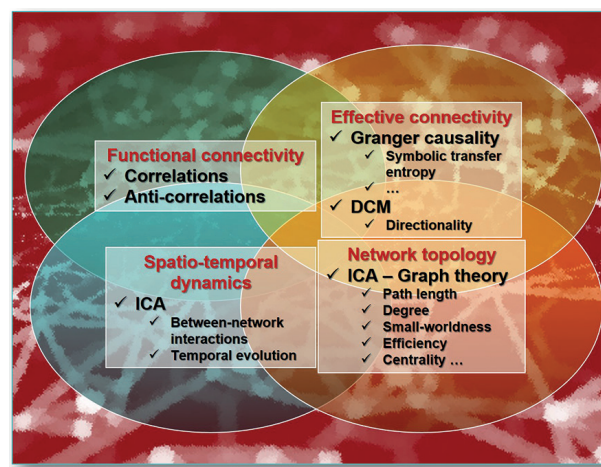 Functional connectivity
✓ Correlations
✓ Anti-correlations
Effective connectivity
✓ Granger causality
✓ Symbolic transfer
entropy
✓ ...
✓ DCM
✓ Directionality
Spatio-temporal
dynamics
✓ ICA
✓ Between-network
interactions
✓ Temporal evolution
Network topology
✓ ICA – Graph theory
✓ Path length
✓ Degree
✓ Small-worldness
✓ Efficiency
✓ Centrality ...